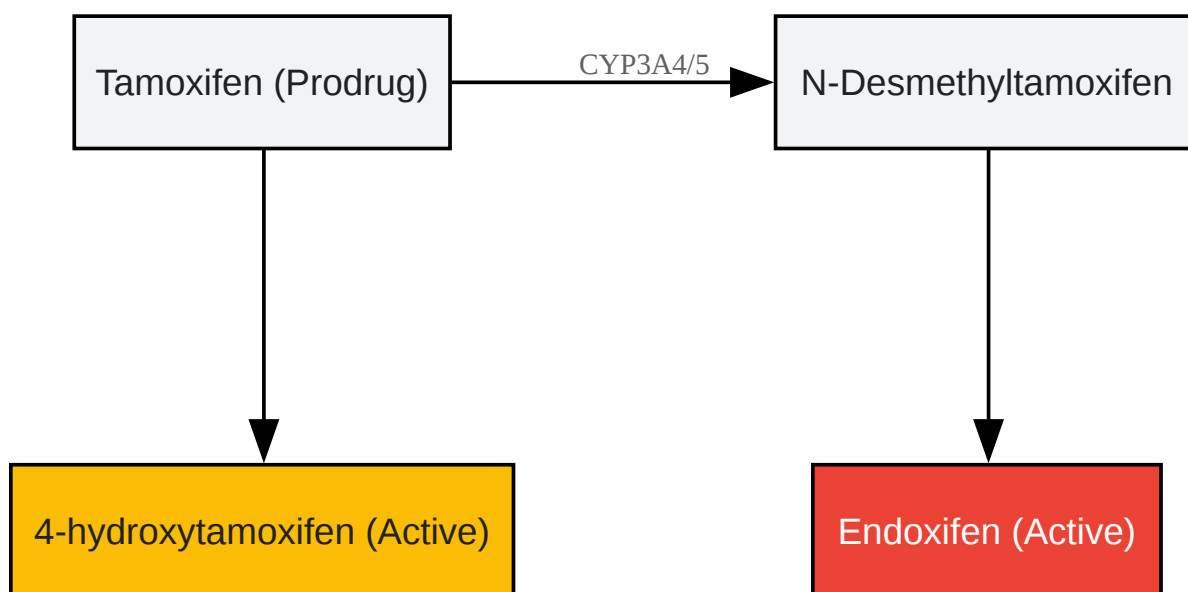 Tamoxifen (Prodrug)
CYP3A4/5
N-Desmethyltamoxifen
4-hydroxytamoxifen (Active)
Endoxifen (Active)